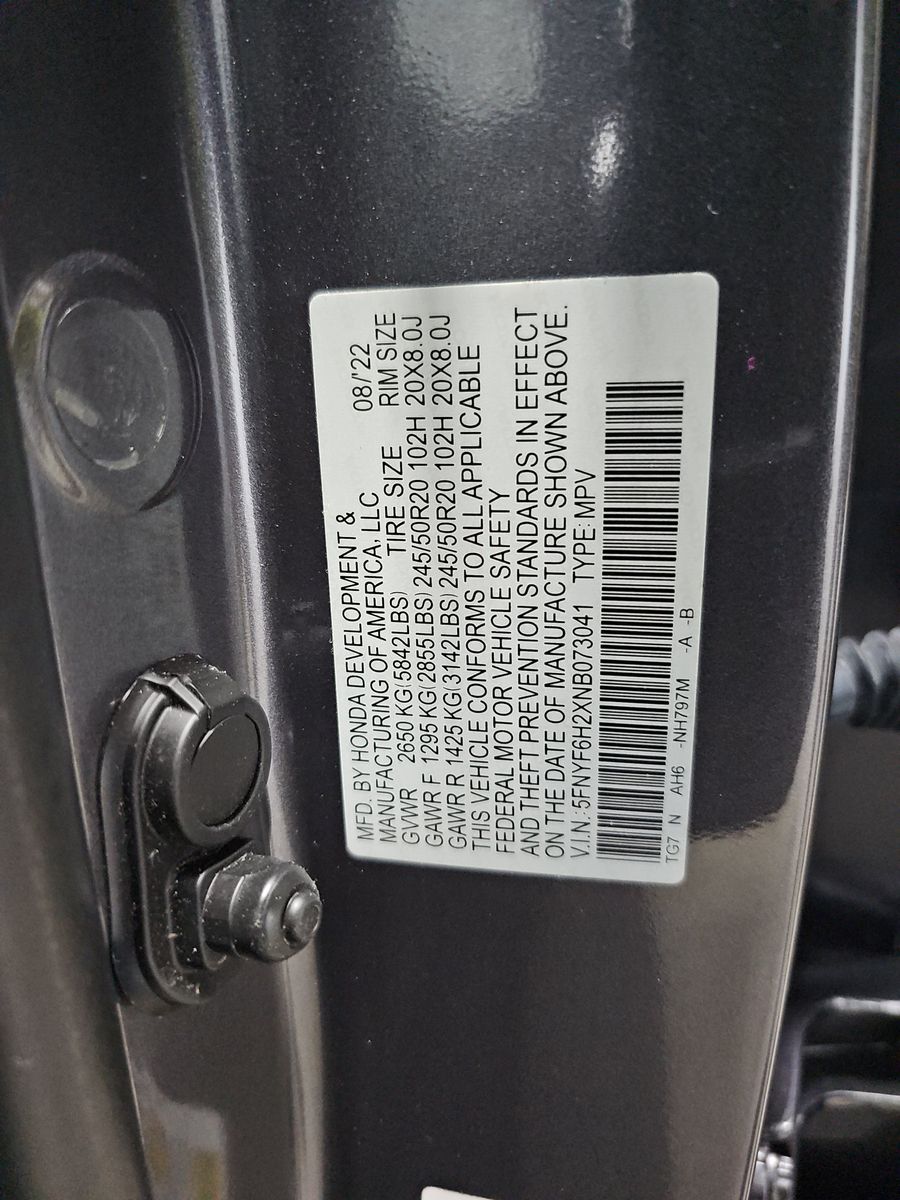 MFD. BY HONDA DEVELOPMENT &
MANUFACTURING OF AMERICA, LLC 08/'22
GVWR 2650 KG(5842LBS) TIRE SIZE RIM SIZE
GAWR F 1295 KG(2855LBS) 245/50R20 102H 20X8.0J
GAWR R 1425 KG(3142LBS) 245/50R20 102H 20X8.0J
THIS VEHICLE CONFORMS TO ALL APPLICABLE
FEDERAL MOTOR VEHICLE SAFETY
AND THEFT PREVENTION STANDARDS IN EFFECT
ON THE DATE OF MANUFACTURE SHOWN ABOVE.
V.I.N.:5FNYF6H2XNB073041 TYPE: MPV
TG7 N AH6 -NH797M -A -B